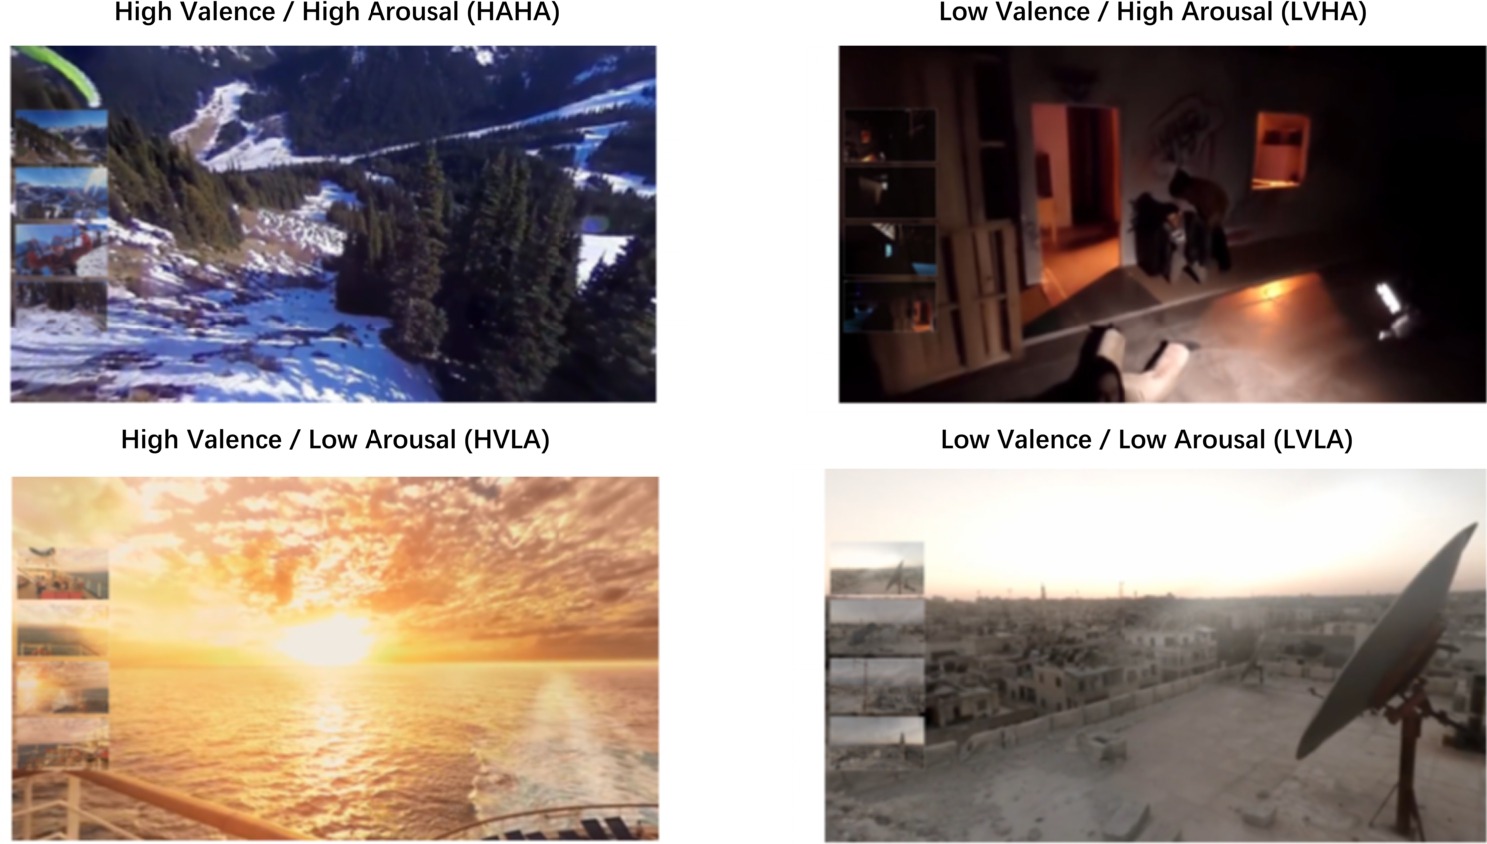 High Valence / High Arousal (HAHA)
Low Valence / High Arousal (LVHA)
High Valence / Low Arousal (HVLA)
Low Valence / Low Arousal (LVLA)